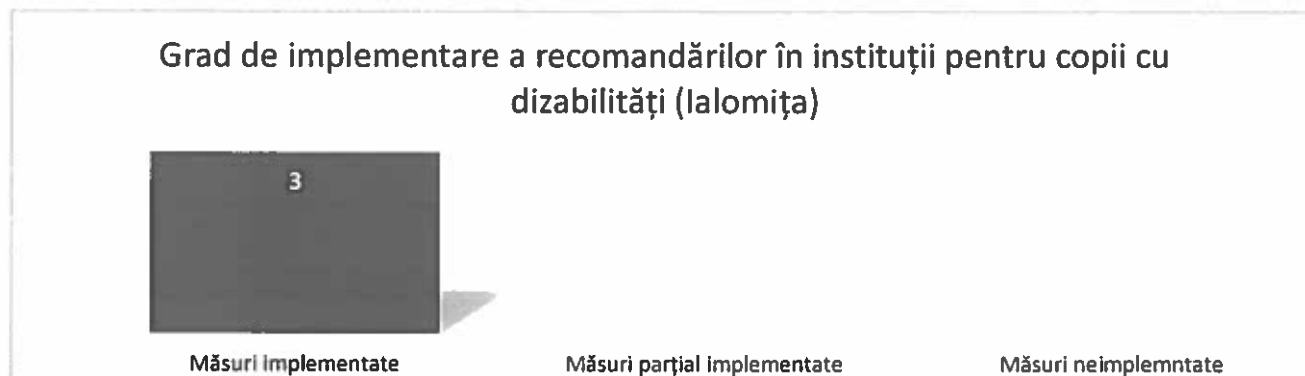 Grad de implementare a recomandărilor în instituții pentru copii cu
dizabilități (Ialomița)
3
Măsuri implementate
Măsuri parțial implementate
Măsuri neimplemntate